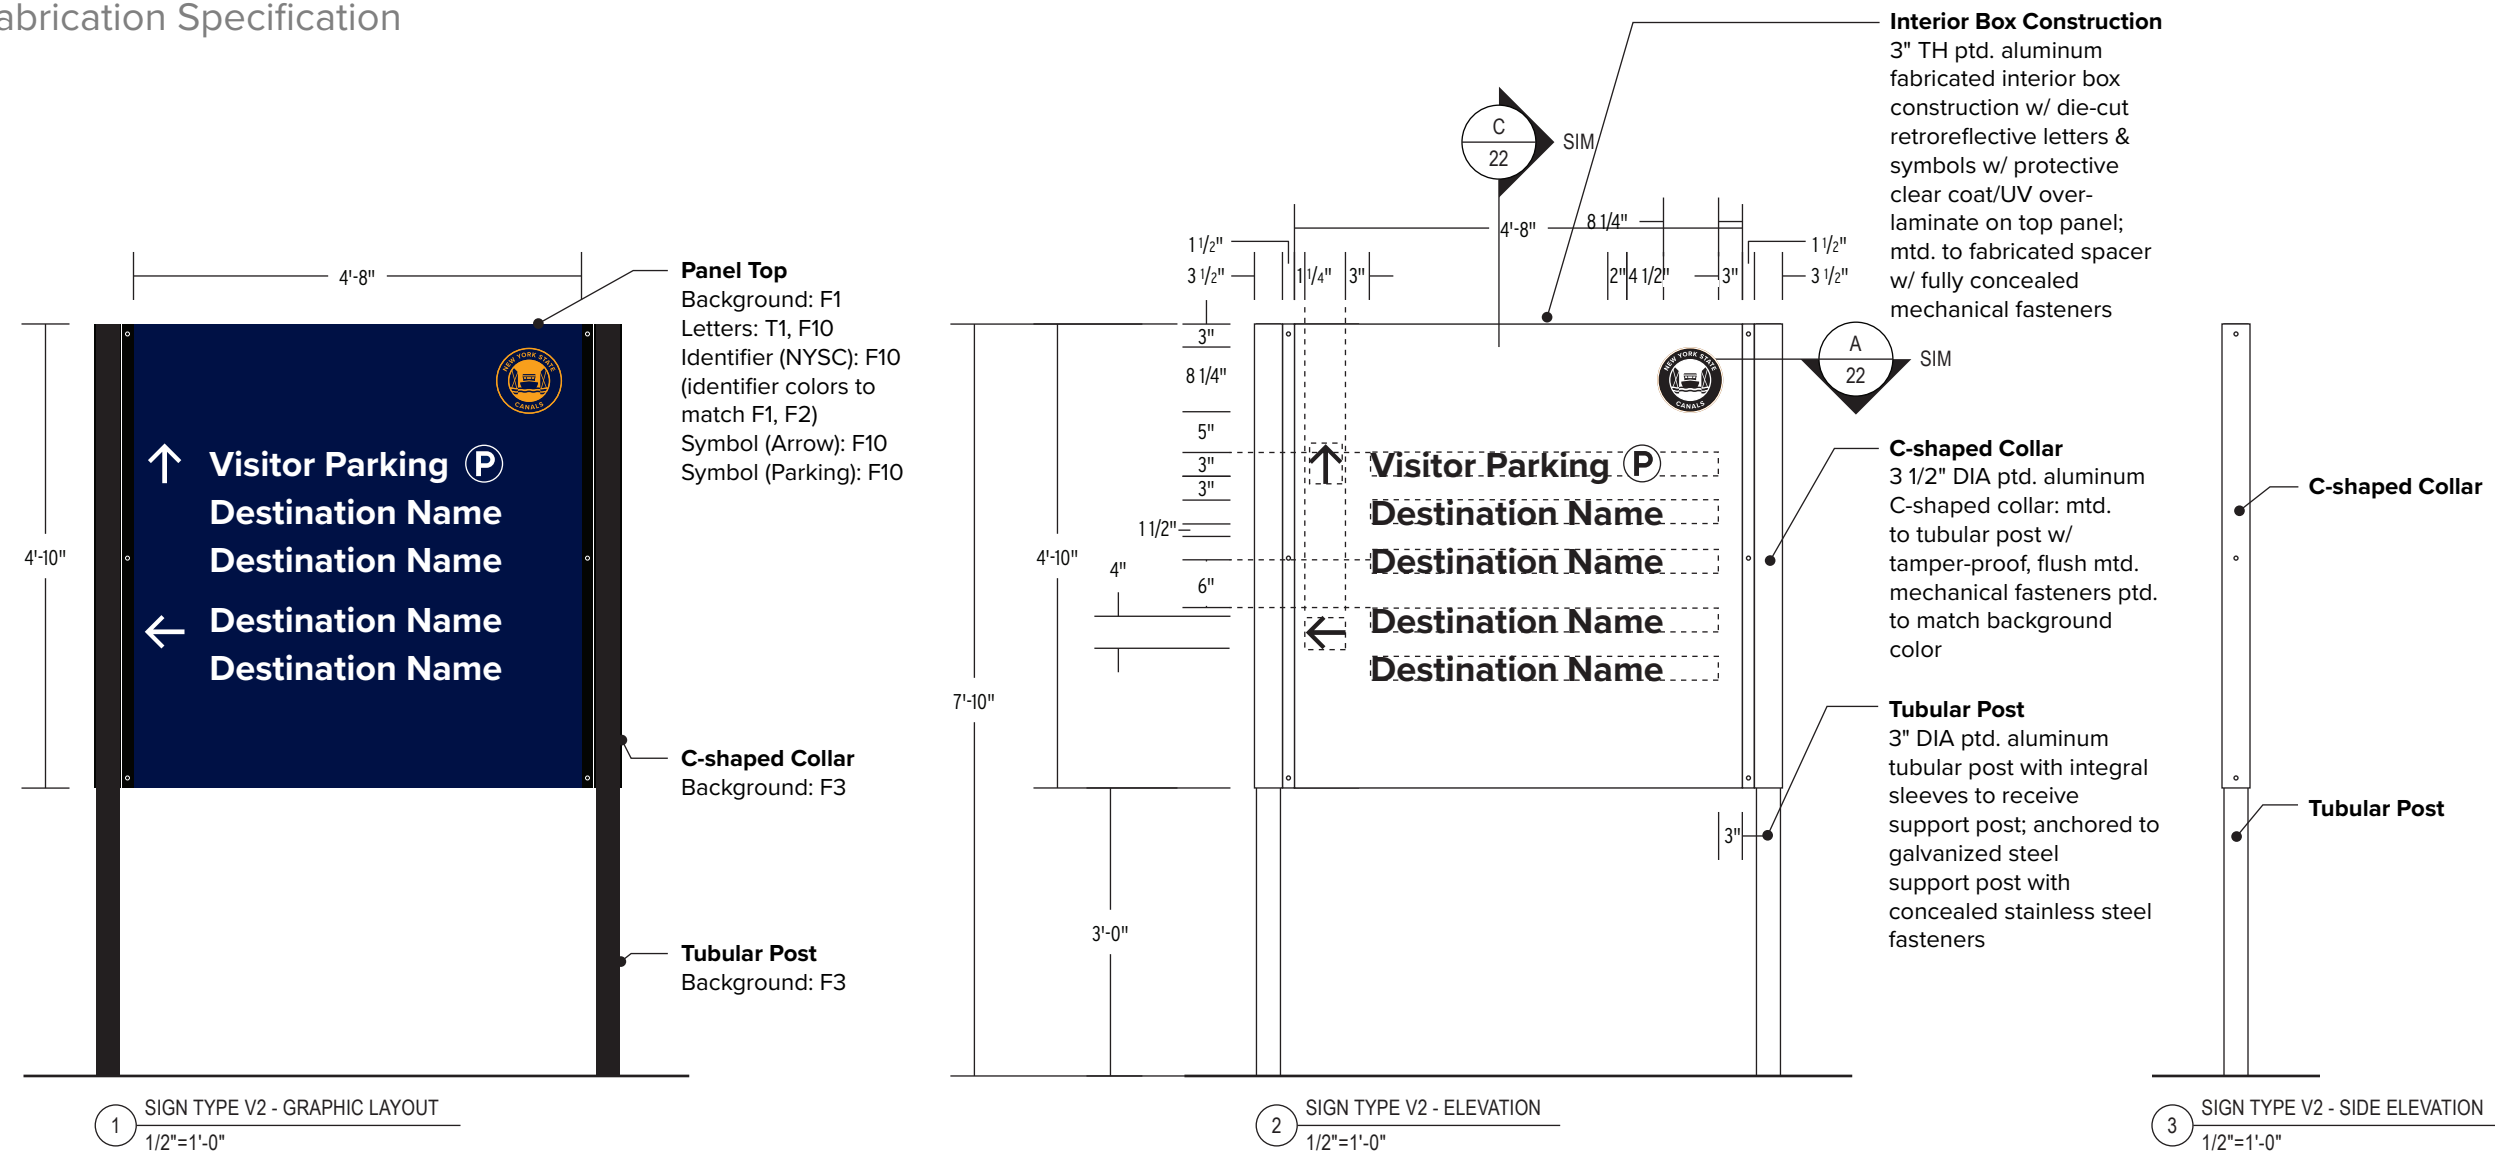 abrication Specification
4'-8"
4'-10"
NEW YORK STATE
CANALS
Visitor Parking P
Destination Name
Destination Name
Destination Name
Destination Name
Panel Top
Background: F1
Letters: T1, F10
Identifier (NYSC): F10
(identifier colors to
match F1, F2)
Symbol (Arrow): F10
Symbol (Parking): F10
C-shaped Collar
Background: F3
Tubular Post
Background: F3
1
SIGN TYPE V2 - GRAPHIC LAYOUT
1/2"=1'-0"
C
22
SIM
4'-8"
8 1/4"
1 1/2"
1 1/2"
3 1/2"
1 1/4"
3"
2"
4 1/2"
3"
3 1/2"
3"
8 1/4"
5"
3"
3"
1 1/2"
6"
4"
4'-10"
7'-10"
3'-0"
3"
NEW YORK STATE
CANALS
A
22
SIM
Visitor Parking P
Destination Name
Destination Name
Destination Name
Destination Name
Interior Box Construction
3" TH ptd. aluminum
fabricated interior box
construction w/ die-cut
retroreflective letters &
symbols w/ protective
clear coat/UV over-
laminate on top panel;
mtd. to fabricated spacer
w/ fully concealed
mechanical fasteners
C-shaped Collar
3 1/2" DIA ptd. aluminum
C-shaped collar: mtd.
to tubular post w/
tamper-proof, flush mtd.
mechanical fasteners ptd.
to match background
color
Tubular Post
3" DIA ptd. aluminum
tubular post with integral
sleeves to receive
support post; anchored to
galvanized steel
support post with
concealed stainless steel
fasteners
2
SIGN TYPE V2 - ELEVATION
1/2"=1'-0"
C-shaped Collar
Tubular Post
3
SIGN TYPE V2 - SIDE ELEVATION
1/2"=1'-0"